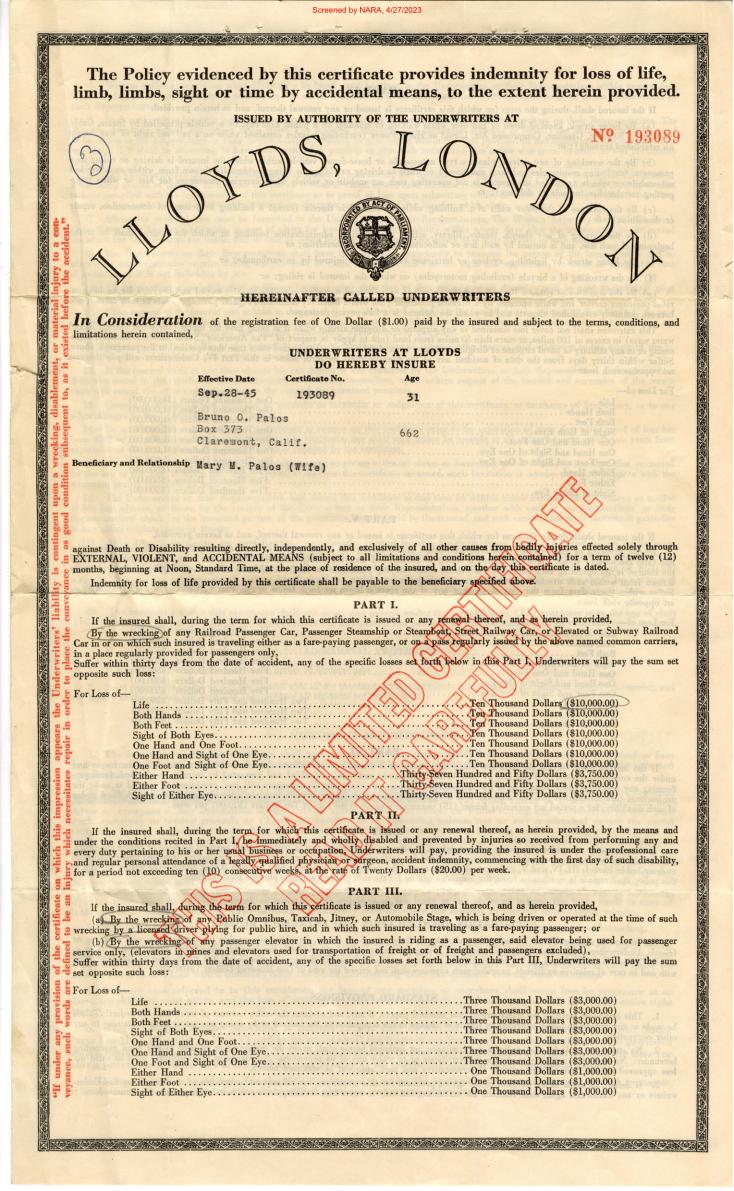 Screened by NARA, 4/27/2023
The Policy evidenced by this certificate provides indemnity for loss of life,
limb, limbs, sight or time by accidental means, to the extent herein provided.
ISSUED BY AUTHORITY OF THE UNDERWRITERS AT
No 193089
3
LLOYDS, LONDON
INCORPORATED BY ACT OF PARLIAMENT
HEREINAFTER CALLED UNDERWRITERS
In Consideration of the registration fee of One Dollar ($1.00) paid by the insured and subject to the terms, conditions, and
limitations herein contained,
UNDERWRITERS AT LLOYDS
DO HEREBY INSURE
Effective Date Certificate No. Age
Sep.28-45 193089 31
Bruno O. Palos
Box 373 662
Claremont, Calif.
Beneficiary and Relationship Mary M. Palos (Wife)
against Death or Disability resulting directly, independently, and exclusively of all other causes from bodily injuries effected solely through
EXTERNAL, VIOLENT, and ACCIDENTAL MEANS (subject to all limitations and conditions herein contained) for a term of twelve (12)
months, beginning at Noon, Standard Time, at the place of residence of the insured, and on the day this certificate is dated.
Indemnity for loss of life provided by this certificate shall be payable to the beneficiary specified above.
PART I.
If the insured shall, during the term for which this certificate is issued or any renewal thereof, and as herein provided,
By the wrecking of any Railroad Passenger Car, Passenger Steamship or Steamboat, Street Railway Car, or Elevated or Subway Railroad
Car in or on which such insured is traveling either as a fare-paying passenger, or on a pass regularly issued by the above named common carriers,
in a place regularly provided for passengers only,
Suffer within thirty days from the date of accident, any of the specific losses set forth below in this Part I, Underwriters will pay the sum set
opposite such loss:
For Loss of—
Life ..... Ten Thousand Dollars ($10,000.00)
Both Hands ..... Ten Thousand Dollars ($10,000.00)
Both Feet ..... Ten Thousand Dollars ($10,000.00)
Sight of Both Eyes..... Ten Thousand Dollars ($10,000.00)
One Hand and One Foot..... Ten Thousand Dollars ($10,000.00)
One Hand and Sight of One Eye..... Ten Thousand Dollars ($10,000.00)
One Foot and Sight of One Eye..... Ten Thousand Dollars ($10,000.00)
Either Hand ..... Thirty-Seven Hundred and Fifty Dollars ($3,750.00)
Either Foot ..... Thirty-Seven Hundred and Fifty Dollars ($3,750.00)
Sight of Either Eye..... Thirty-Seven Hundred and Fifty Dollars ($3,750.00)
PART II.
If the insured shall, during the term for which this certificate is issued or any renewal thereof, as herein provided, by the means and
under the conditions recited in Part I, be immediately and wholly disabled and prevented by injuries so received from performing any and
every duty pertaining to his or her usual business or occupation, Underwriters will pay, providing the insured is under the professional care
and regular personal attendance of a legally qualified physician or surgeon, accident indemnity, commencing with the first day of such disability,
for a period not exceeding ten (10) consecutive weeks, at the rate of Twenty Dollars ($20.00) per week.
PART III.
If the insured shall, during the term for which this certificate is issued or any renewal thereof, and as herein provided,
(a) By the wrecking of any Public Omnibus, Taxicab, Jitney, or Automobile Stage, which is being driven or operated at the time of such
wrecking by a licensed driver plying for public hire, and in which such insured is traveling as a fare-paying passenger; or
(b) By the wrecking of any passenger elevator in which the insured is riding as a passenger, said elevator being used for passenger
service only, (elevators in mines and elevators used for transportation of freight or of freight and passengers excluded),
Suffer within thirty days from the date of accident, any of the specific losses set forth below in this Part III, Underwriters will pay the sum
set opposite such loss:
For Loss of—
Life ..... Three Thousand Dollars ($3,000.00)
Both Hands ..... Three Thousand Dollars ($3,000.00)
Both Feet ..... Three Thousand Dollars ($3,000.00)
Sight of Both Eyes..... Three Thousand Dollars ($3,000.00)
One Hand and One Foot..... Three Thousand Dollars ($3,000.00)
One Hand and Sight of One Eye..... Three Thousand Dollars ($3,000.00)
One Foot and Sight of One Eye..... Three Thousand Dollars ($3,000.00)
Either Hand ..... One Thousand Dollars ($1,000.00)
Either Foot ..... One Thousand Dollars ($1,000.00)
Sight of Either Eye..... One Thousand Dollars ($1,000.00)
THIS IS A LIMITED CERTIFICATE
READ IT CAREFULLY
"If under any provision of the certificate on which this impression appears the Underwriters' liability is contingent upon a wrecking, disablement, or material injury to a con-
veyance, such words are defined to be an injury which necessitates repair in order to place the conveyance in as good condition subsequent to, as it existed before the accident."